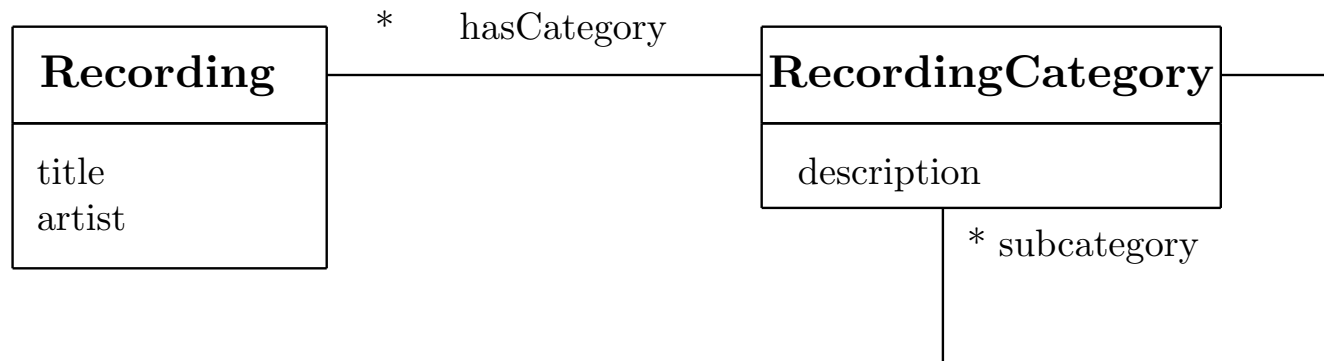 * hasCategory
Recording
RecordingCategory
title
artist
description
* subcategory